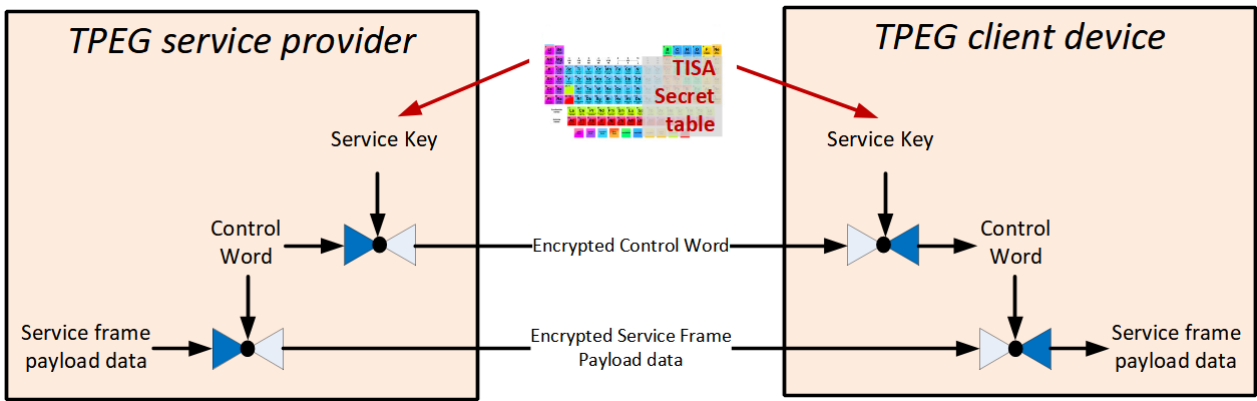 TPEG service provider
TPEG client device
TISA
Secret
table
Service Key
Service Key
Control
Word
Encrypted Control Word
Control
Word
Service frame
payload data
Encrypted Service Frame
Payload data
Service frame
payload data